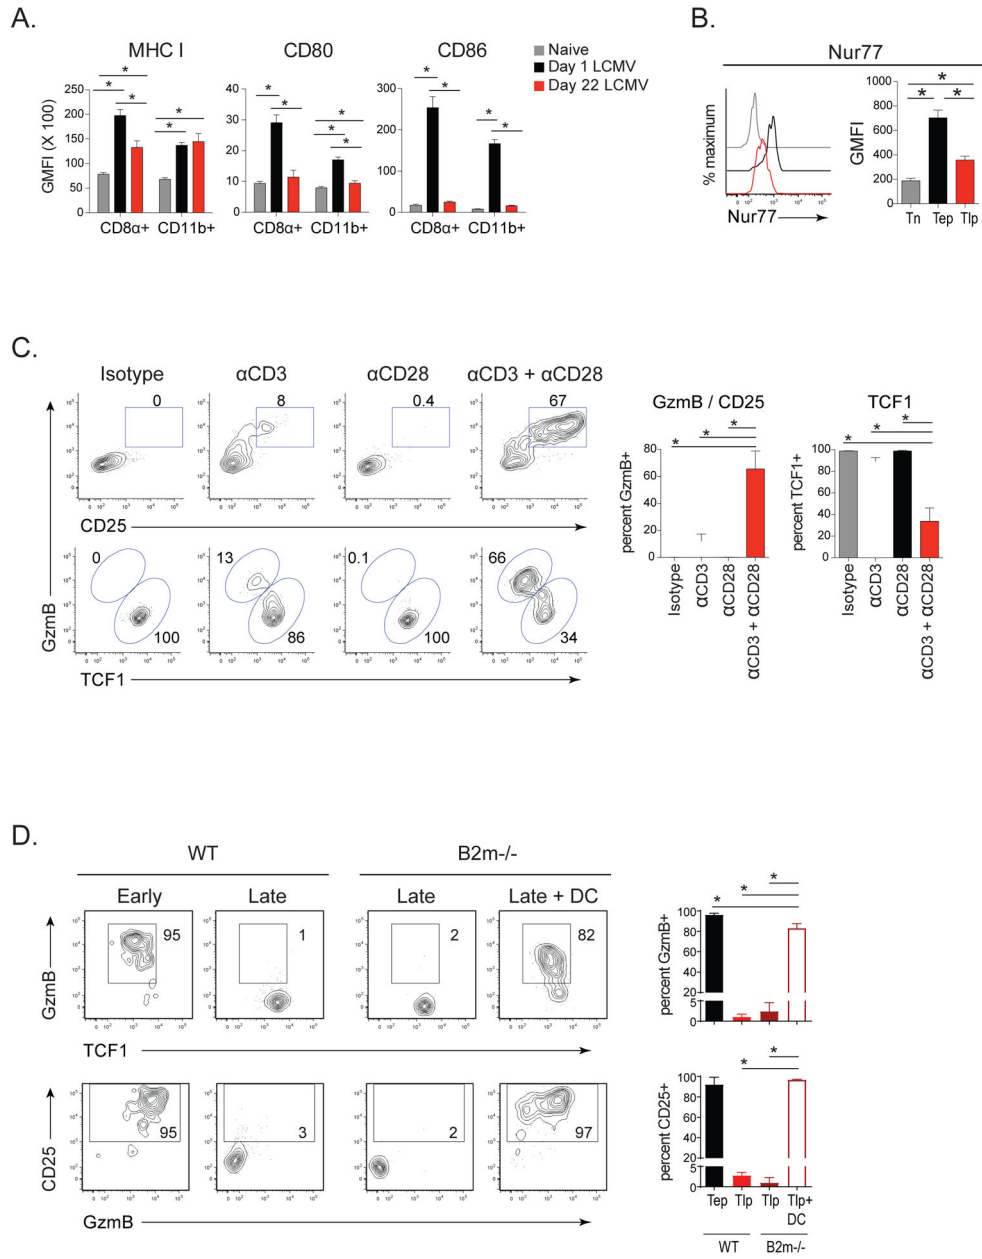 A.
MHC I
CD80
CD86
Naive
Day 1 LCMV
Day 22 LCMV
GMFI (X 100)
250
200
150
100
50
0
40
30
20
10
0
300
200
100
0
* * * * *
* * * * *
* * * *
CD8α+ CD11b+
CD8α+ CD11b+
CD8α+ CD11b+
B.
Nur77
% maximum
Nur77
GMFI
1000
800
600
400
200
0
* * *
Tn Tep Tlp
C.
Isotype αCD3 αCD28 αCD3 + αCD28
0 8 0.4 67
CD25
GzmB
0 13 0.1 66
100 86 100 34
TCF1
GzmB / CD25
* * *
percent GzmB+
80
60
40
20
0
Isotype
αCD3
αCD28
αCD3 + αCD28
TCF1
* * *
percent TCF1+
100
80
60
40
20
0
Isotype
αCD3
αCD28
αCD3 + αCD28
D.
WT B2m-/-
Early Late Late Late + DC
95 1 2 82
GzmB
TCF1
95 3 2 97
CD25
GzmB
* * *
percent GzmB+
100
80
60
40
20
5
0
* *
percent CD25+
100
80
60
40
20
5
0
Tep Tlp Tlp Tlp+
DC
WT B2m-/-